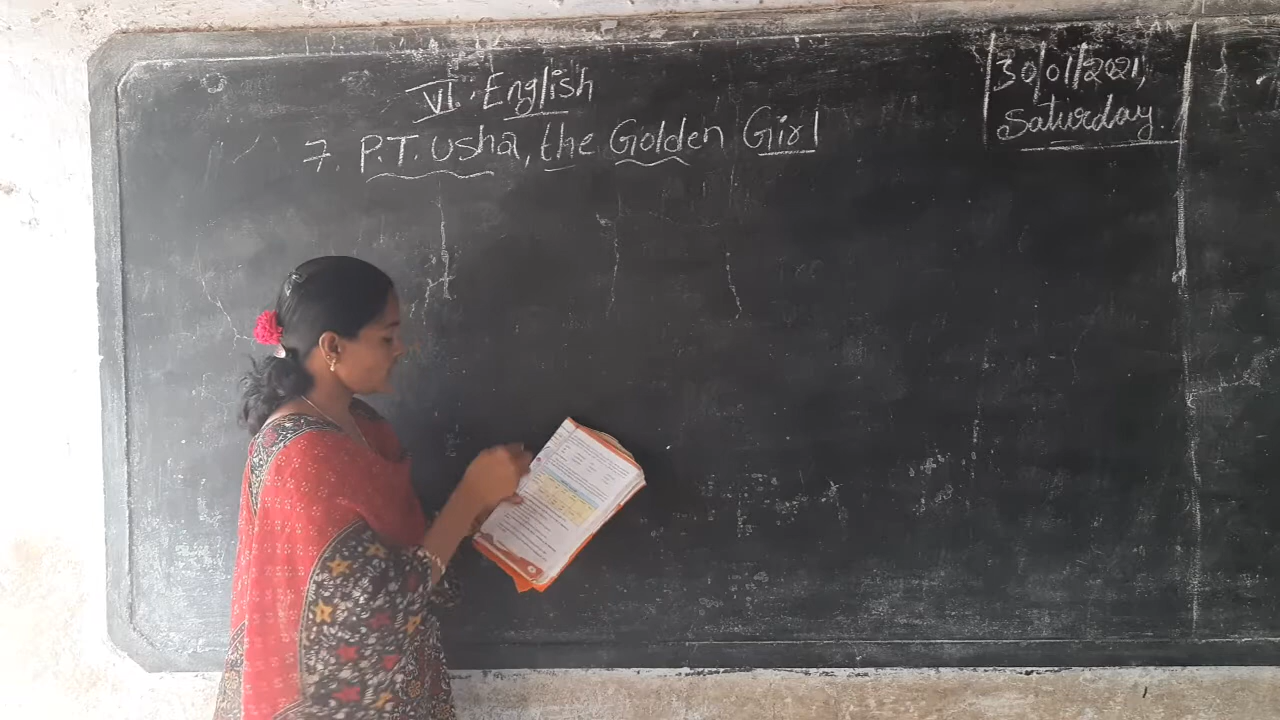 VI. English
7. P.T. Usha, the Golden Girl
30/01/2021,
Saturday.